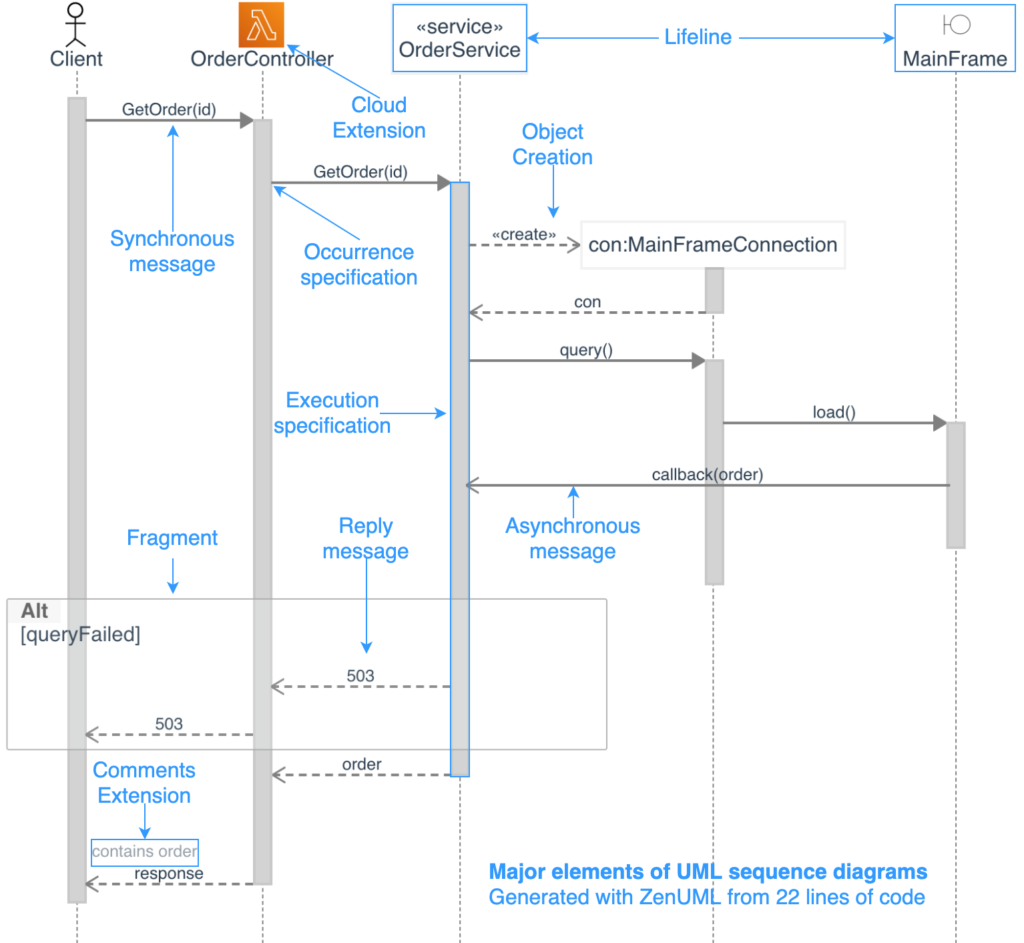 Client
OrderController
«service»
OrderService
Lifeline
MainFrame
Cloud
Extension
GetOrder(id)
Object
Creation
GetOrder(id)
Synchronous
message
Occurrence
specification
«create»
con:MainFrameConnection
con
query()
Execution
specification
load()
callback(order)
Fragment
Reply
message
Asynchronous
message
Alt
[queryFailed]
503
503
order
Comments
Extension
contains order
response
Major elements of UML sequence diagrams
Generated with ZenUML from 22 lines of code